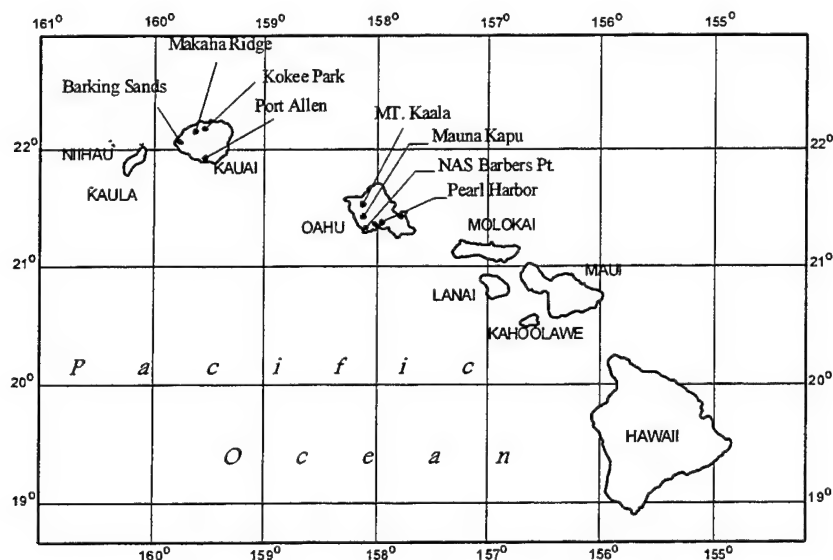 161° 160° 159° 158° 157° 156° 155°
Makaha Ridge
Kokee Park
Barking Sands
Port Allen
MT. Kaala
Mauna Kapu
NAS Barbers Pt.
Pearl Harbor
22° 22°
NIIHAU
KAUAI
KAULA
OAHU
MOLOKAI
21° 21°
MAUI
LANAI
KAHOOLAWE
P a c i f i c
20° 20°
HAWAII
O c e a n
19° 19°
160° 159° 158° 157° 156° 155°